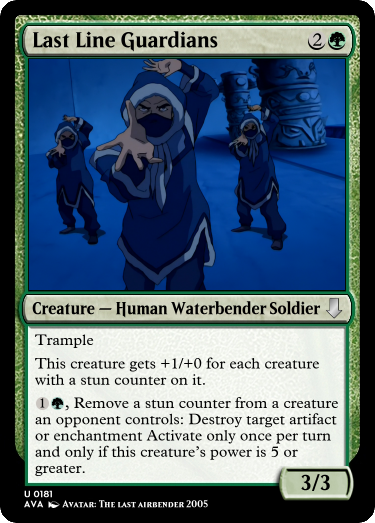 Last Line Guardians 2
Creature — Human Waterbender Soldier
Trample
This creature gets +1/+0 for each creature
with a stun counter on it.
1 , Remove a stun counter from a creature
an opponent controls: Destroy target artifact
or enchantment Activate only once per turn
and only if this creature's power is 5 or
greater.
3/3
U 0181
AVA Avatar: The last airbender 2005